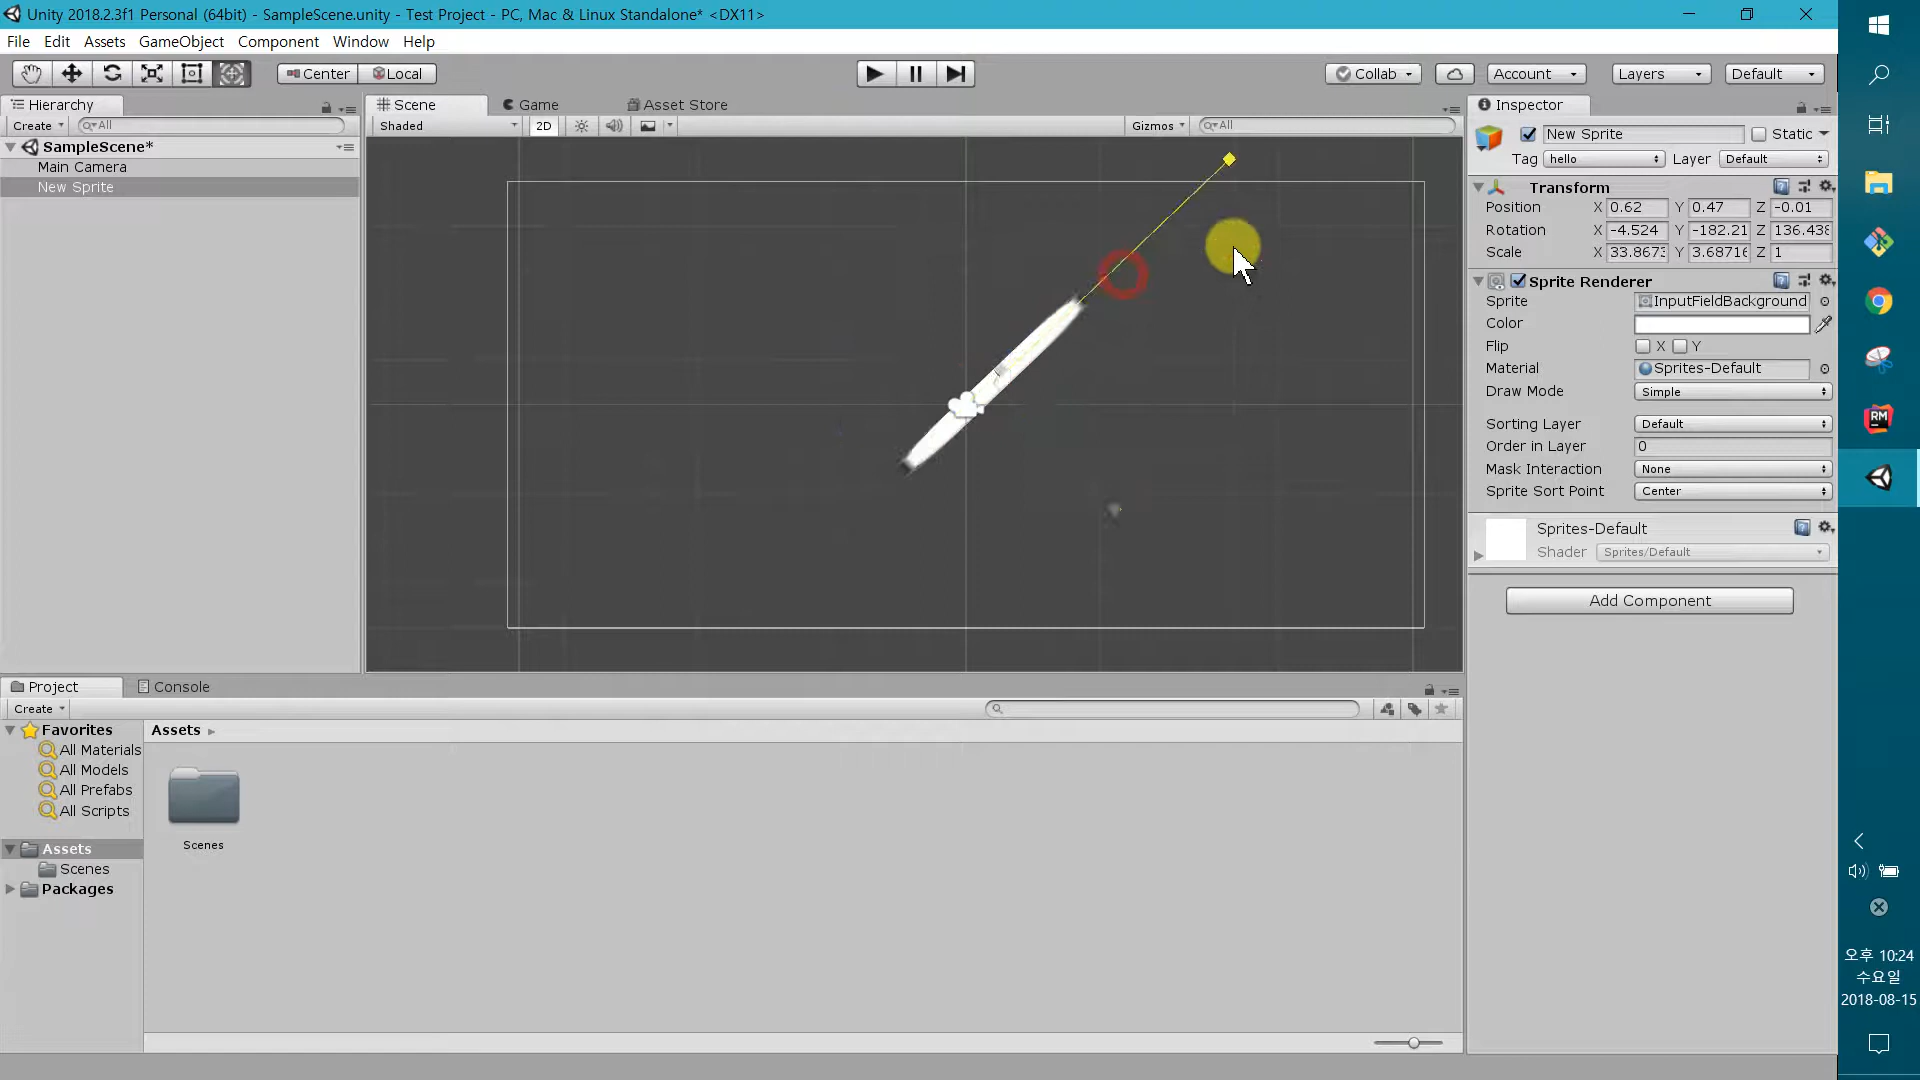 Unity 2018.2.3f1 Personal (64bit) - SampleScene.unity - Test Project - PC, Mac & Linux Standalone* <DX11>
File Edit Assets GameObject Component Window Help
Center Local Collab Account Layers Default
Hierarchy Scene Game Asset Store Inspector
Create All Shaded 2D Gizmos All
New Sprite Static
SampleScene*
Tag hello Layer Default
Main Camera
New Sprite
Transform
Position X 0.62 Y 0.47 Z -0.01
Rotation X -4.524 Y -182.21 Z 136.438
Scale X 33.8673 Y 3.68716 Z 1
Sprite Renderer
Sprite InputFieldBackground
Color
Flip X Y
Material Sprites-Default
Draw Mode Simple
Sorting Layer Default
Order in Layer 0
Mask Interaction None
Sprite Sort Point Center
Sprites-Default
Shader Sprites/Default
Add Component
Project Console
Create
Favorites
All Materials
All Models
All Prefabs
All Scripts
Assets
Scenes
Packages
Assets
Scenes
RM
오후 10:24
수요일
2018-08-15